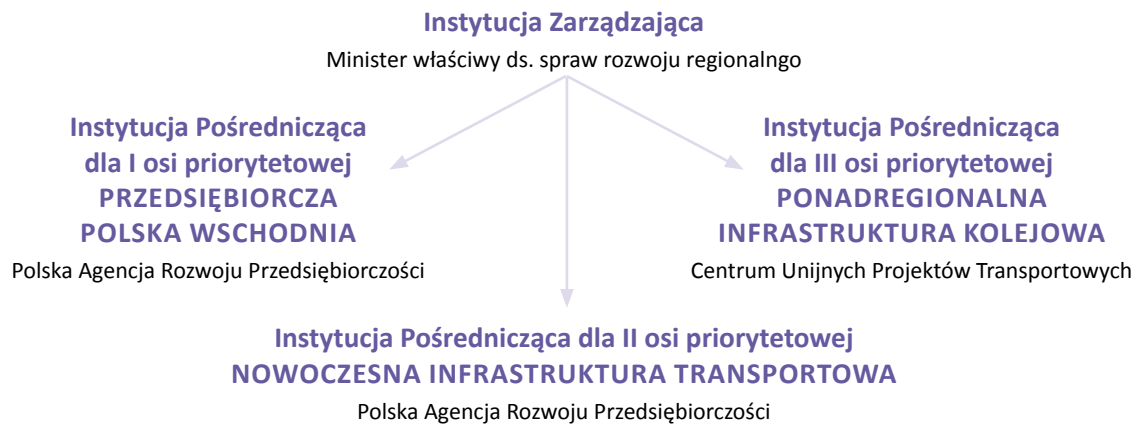 Instytucja Zarządzająca
Minister właściwy ds. spraw rozwoju regionalngo
Instytucja Pośrednicząca
dla I osi priorytetowej
PRZEDSIĘBIORCZA
POLSKA WSCHODNIA
Polska Agencja Rozwoju Przedsiębiorczości
Instytucja Pośrednicząca
dla III osi priorytetowej
PONADREGIONALNA
INFRASTRUKTURA KOLEJOWA
Centrum Unijnych Projektów Transportowych
Instytucja Pośrednicząca dla II osi priorytetowej
NOWOCZESNA INFRASTRUKTURA TRANSPORTOWA
Polska Agencja Rozwoju Przedsiębiorczości